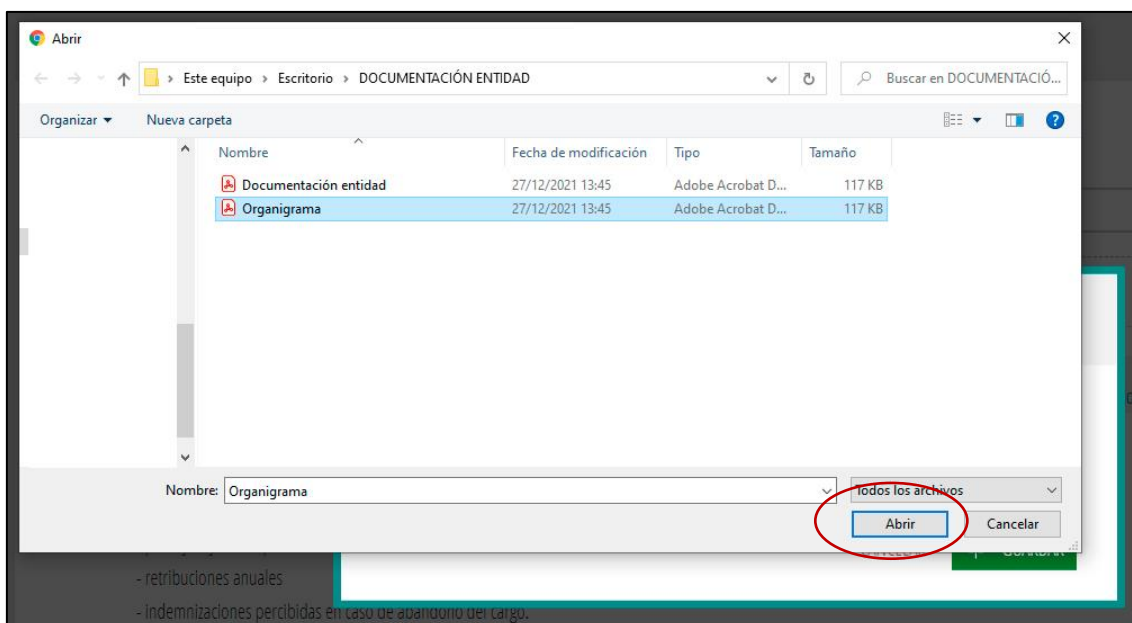 Abrir
Este equipo › Escritorio › DOCUMENTACIÓN ENTIDAD
Buscar en DOCUMENTACIÓ...
Organizar
Nueva carpeta
Nombre Fecha de modificación Tipo Tamaño
Documentación entidad 27/12/2021 13:45 Adobe Acrobat D... 117 KB
Organigrama 27/12/2021 13:45 Adobe Acrobat D... 117 KB
Nombre: Organigrama Todos los archivos
Abrir Cancelar
- retribuciones anuales
- indemnizaciones percibidas en caso de abandono del cargo.